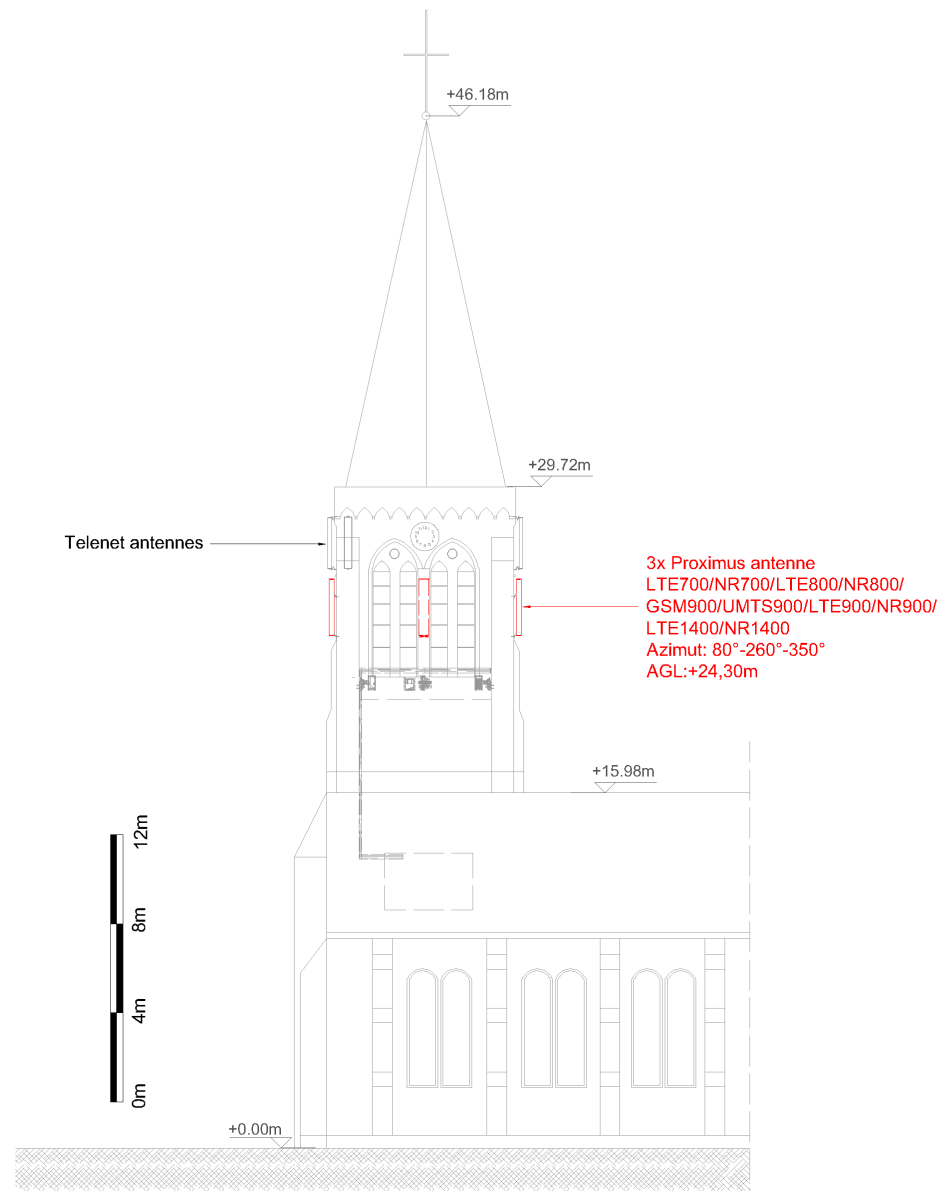 +46.18m
+29.72m
Telenet antennes
3x Proximus antenne
LTE700/NR700/LTE800/NR800/
GSM900/UMTS900/LTE900/NR900/
LTE1400/NR1400
Azimut: 80°-260°-350°
AGL:+24,30m
+15.98m
12m
8m
4m
0m
+0.00m